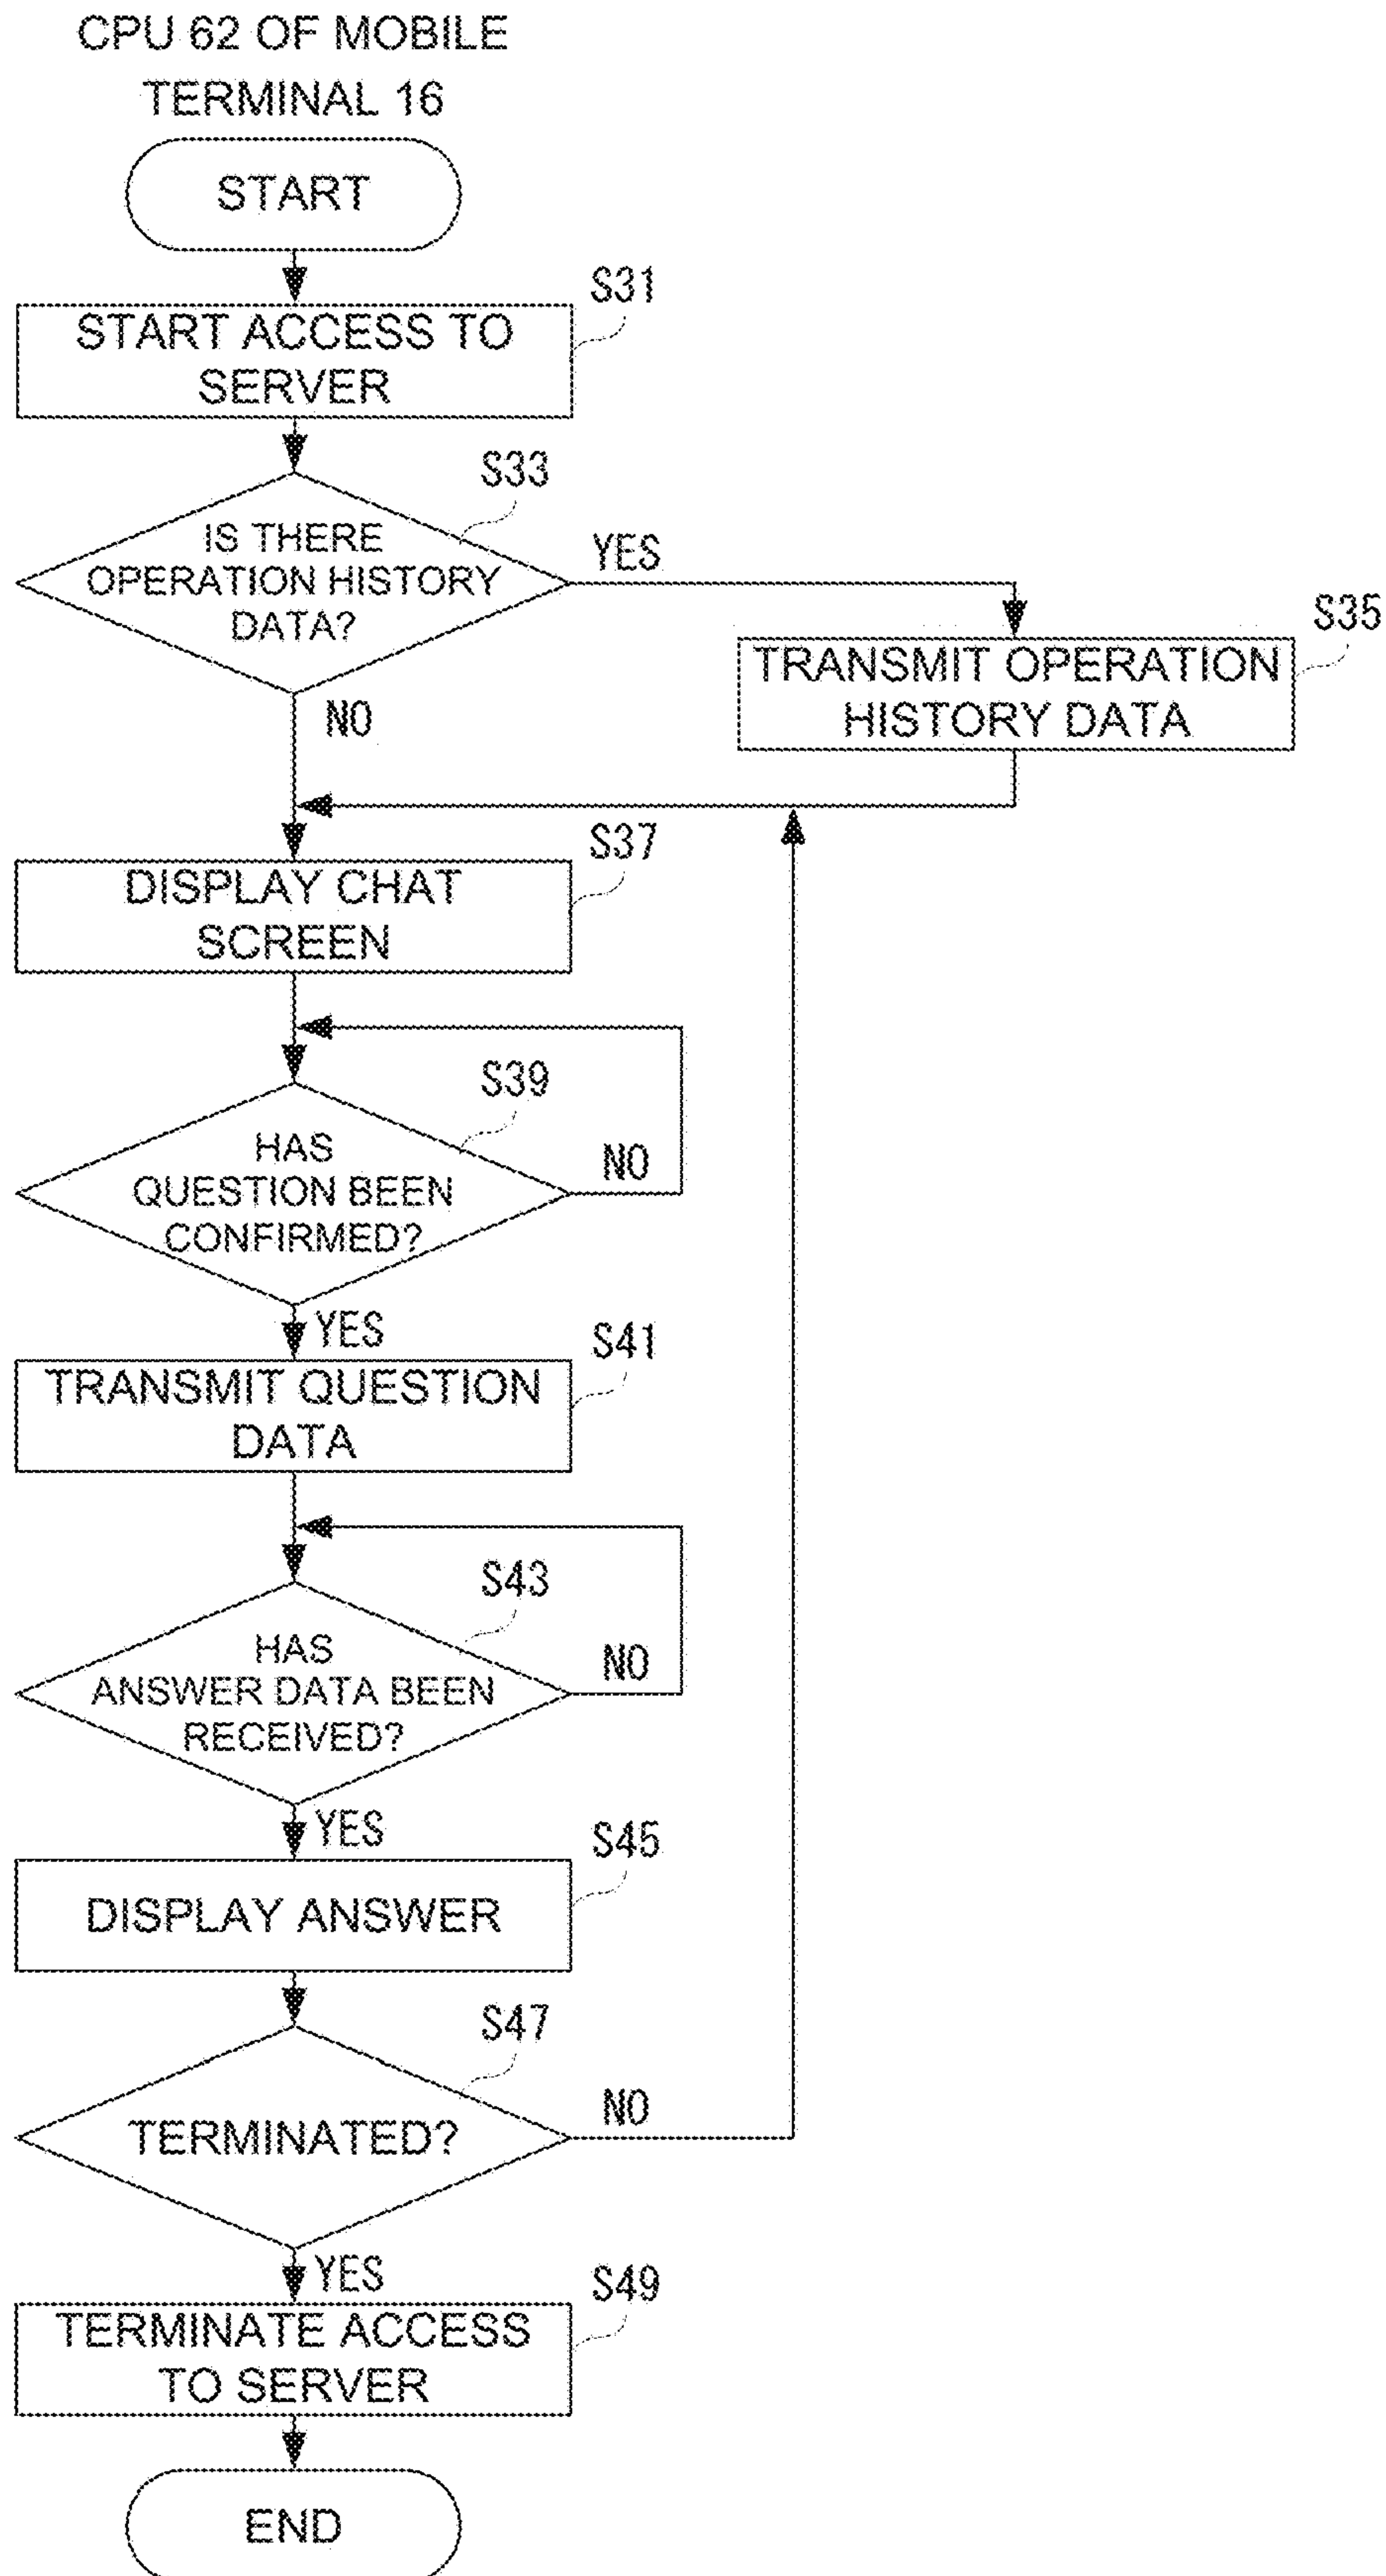 CPU 62 OF MOBILE
TERMINAL 16
START
S31
START ACCESS TO
SERVER
S33
IS THERE
OPERATION HISTORY
DATA?
YES
S35
TRANSMIT OPERATION
HISTORY DATA
NO
S37
DISPLAY CHAT
SCREEN
S39
HAS
QUESTION BEEN
CONFIRMED?
NO
YES
S41
TRANSMIT QUESTION
DATA
S43
HAS
ANSWER DATA BEEN
RECEIVED?
NO
YES
S45
DISPLAY ANSWER
S47
TERMINATED?
NO
YES
S49
TERMINATE ACCESS
TO SERVER
END